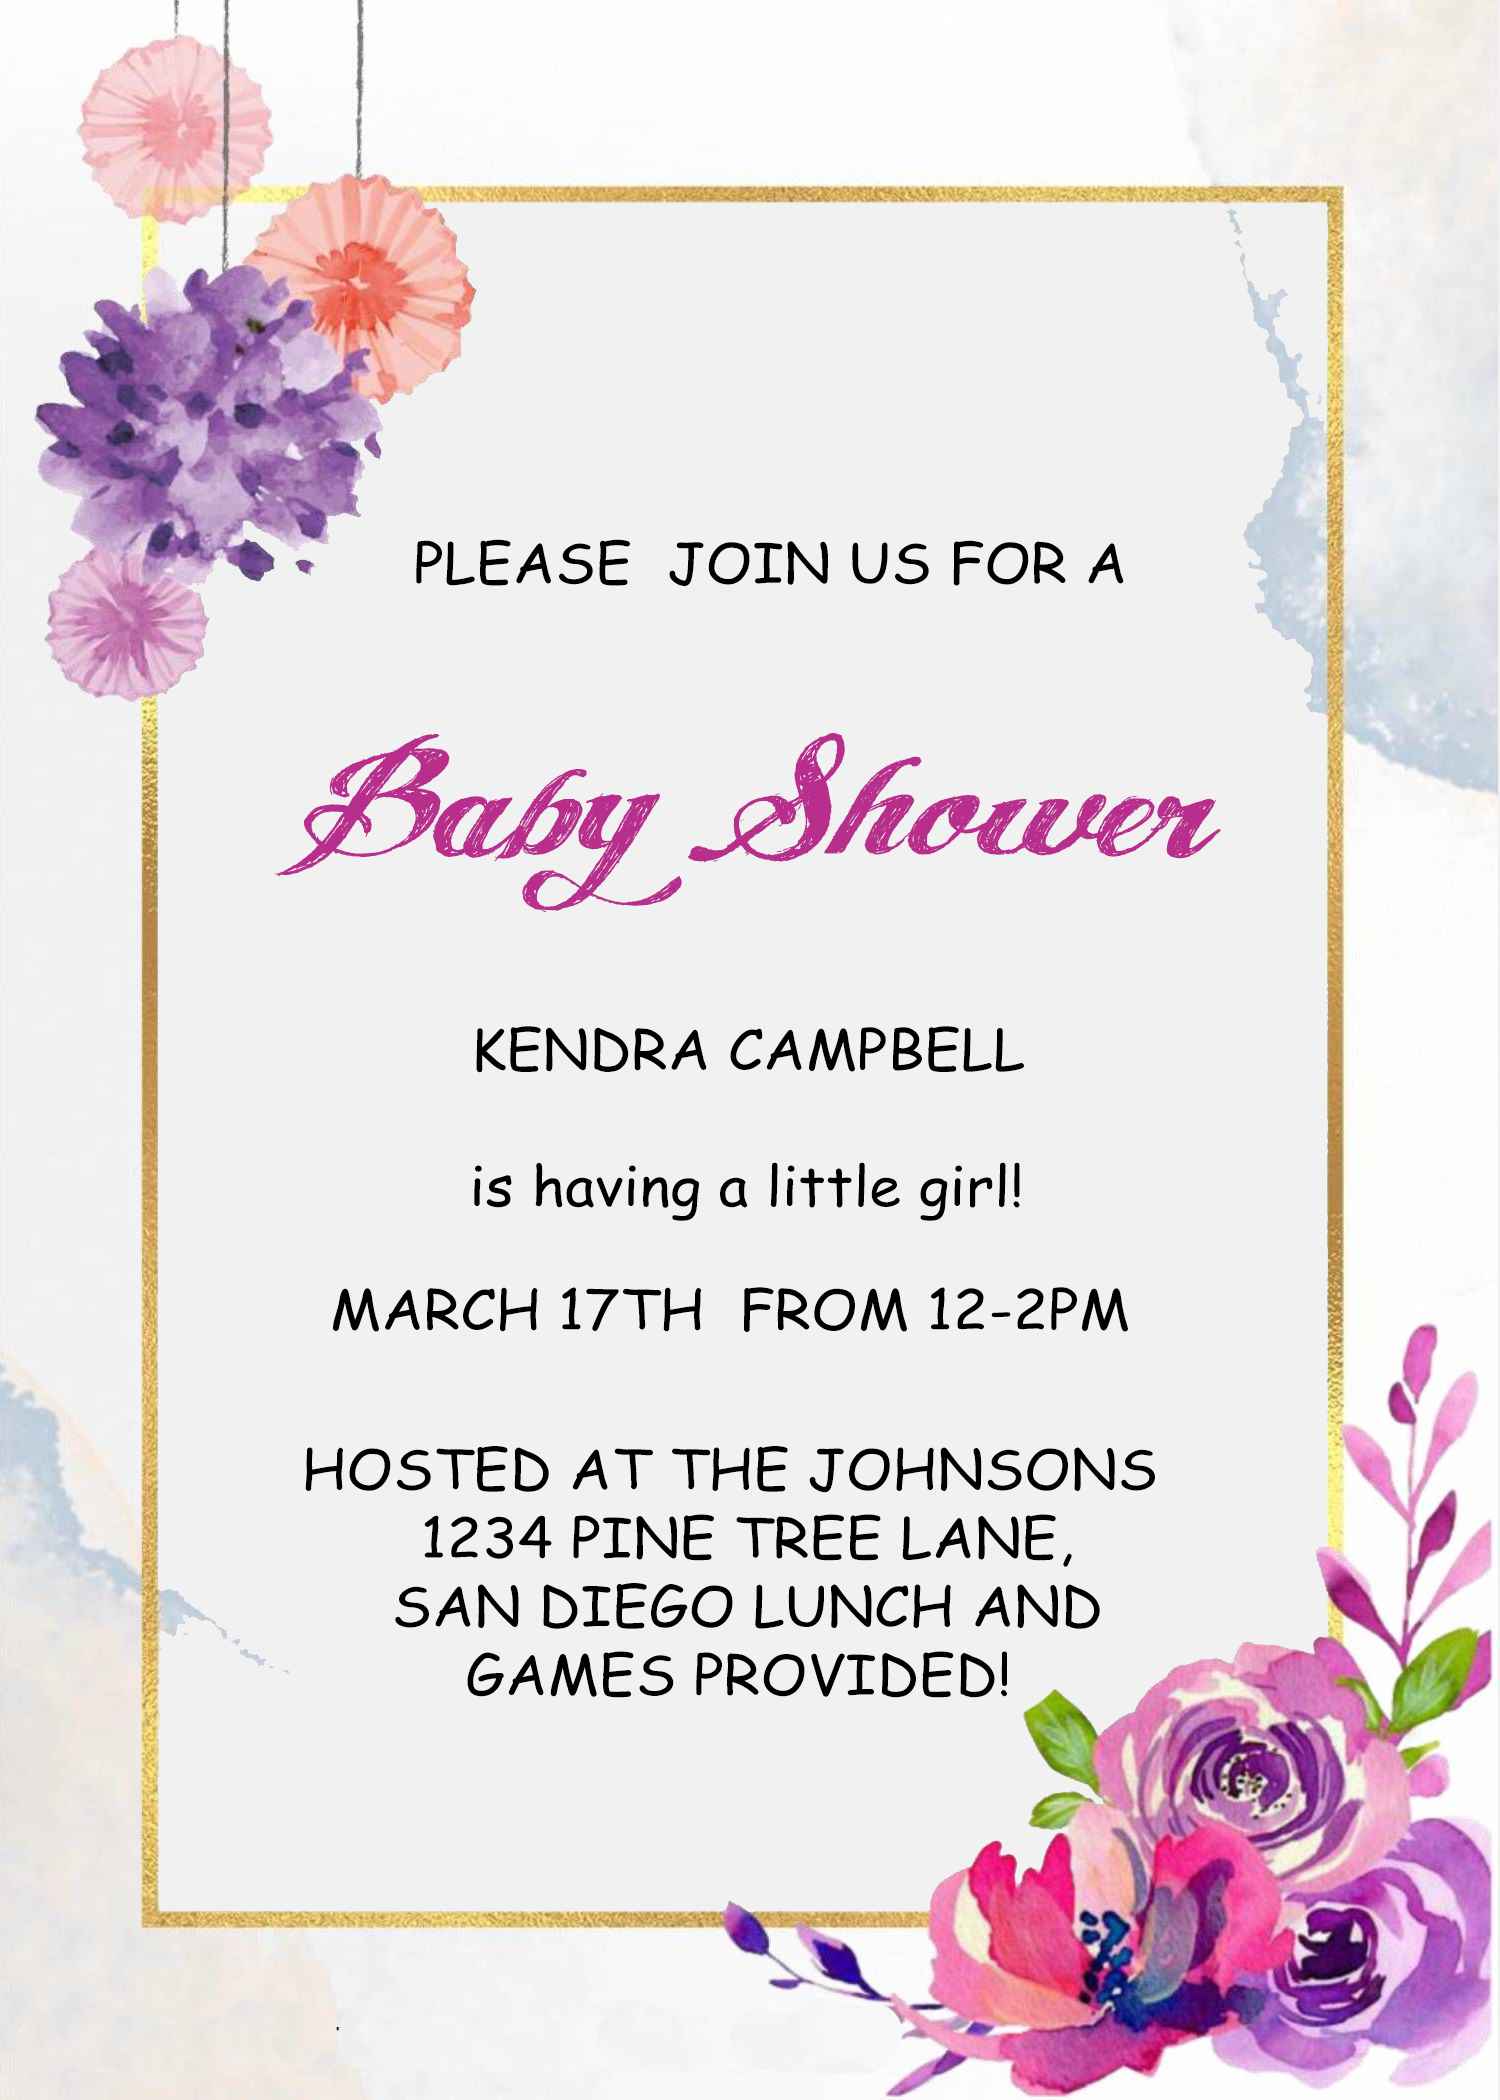 PLEASE JOIN US FOR A
Baby Shower
KENDRA CAMPBELL
is having a little girl!!
MARCH 17TH FROM 12-2PM
HOSTED AT THE JOHNSONS
1234 PINE TREE LANE,
SAN DIEGO LUNCH AND
GAMES PROVIDED!